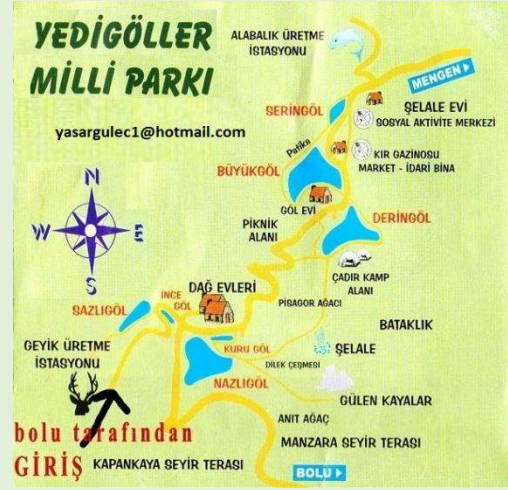 YEDİGÖLLER
MİLLİ PARKI
yasargulec1@hotmail.com
ALABALIK ÜRETME
İSTASYONU
MENGEN
SERİNGÖL
ŞELALE EVİ
SOSYAL AKTİVİTE MERKEZİ
Patika
KIR GAZİNOSU
MARKET - İDARİ BİNA
BÜYÜKGÖL
GÖL EVİ
DERİNGÖL
PİKNİK
ALANI
N
W
E
S
ÇADIR KAMP
ALANI
DAĞ EVLERİ
İNCE
GÖL
SAZLIGÖL
PİSAGOR AĞACI
BATAKLIK
GEYİK ÜRETME
İSTASYONU
KURU GÖL
ŞELALE
DİLEK ÇEŞMESİ
NAZLIGÖL
GÜLEN KAYALAR
ANIT AĞAÇ
bolu tarafından
GİRİŞ
MANZARA SEYİR TERASI
KAPANKAYA SEYİR TERASI
BOLU